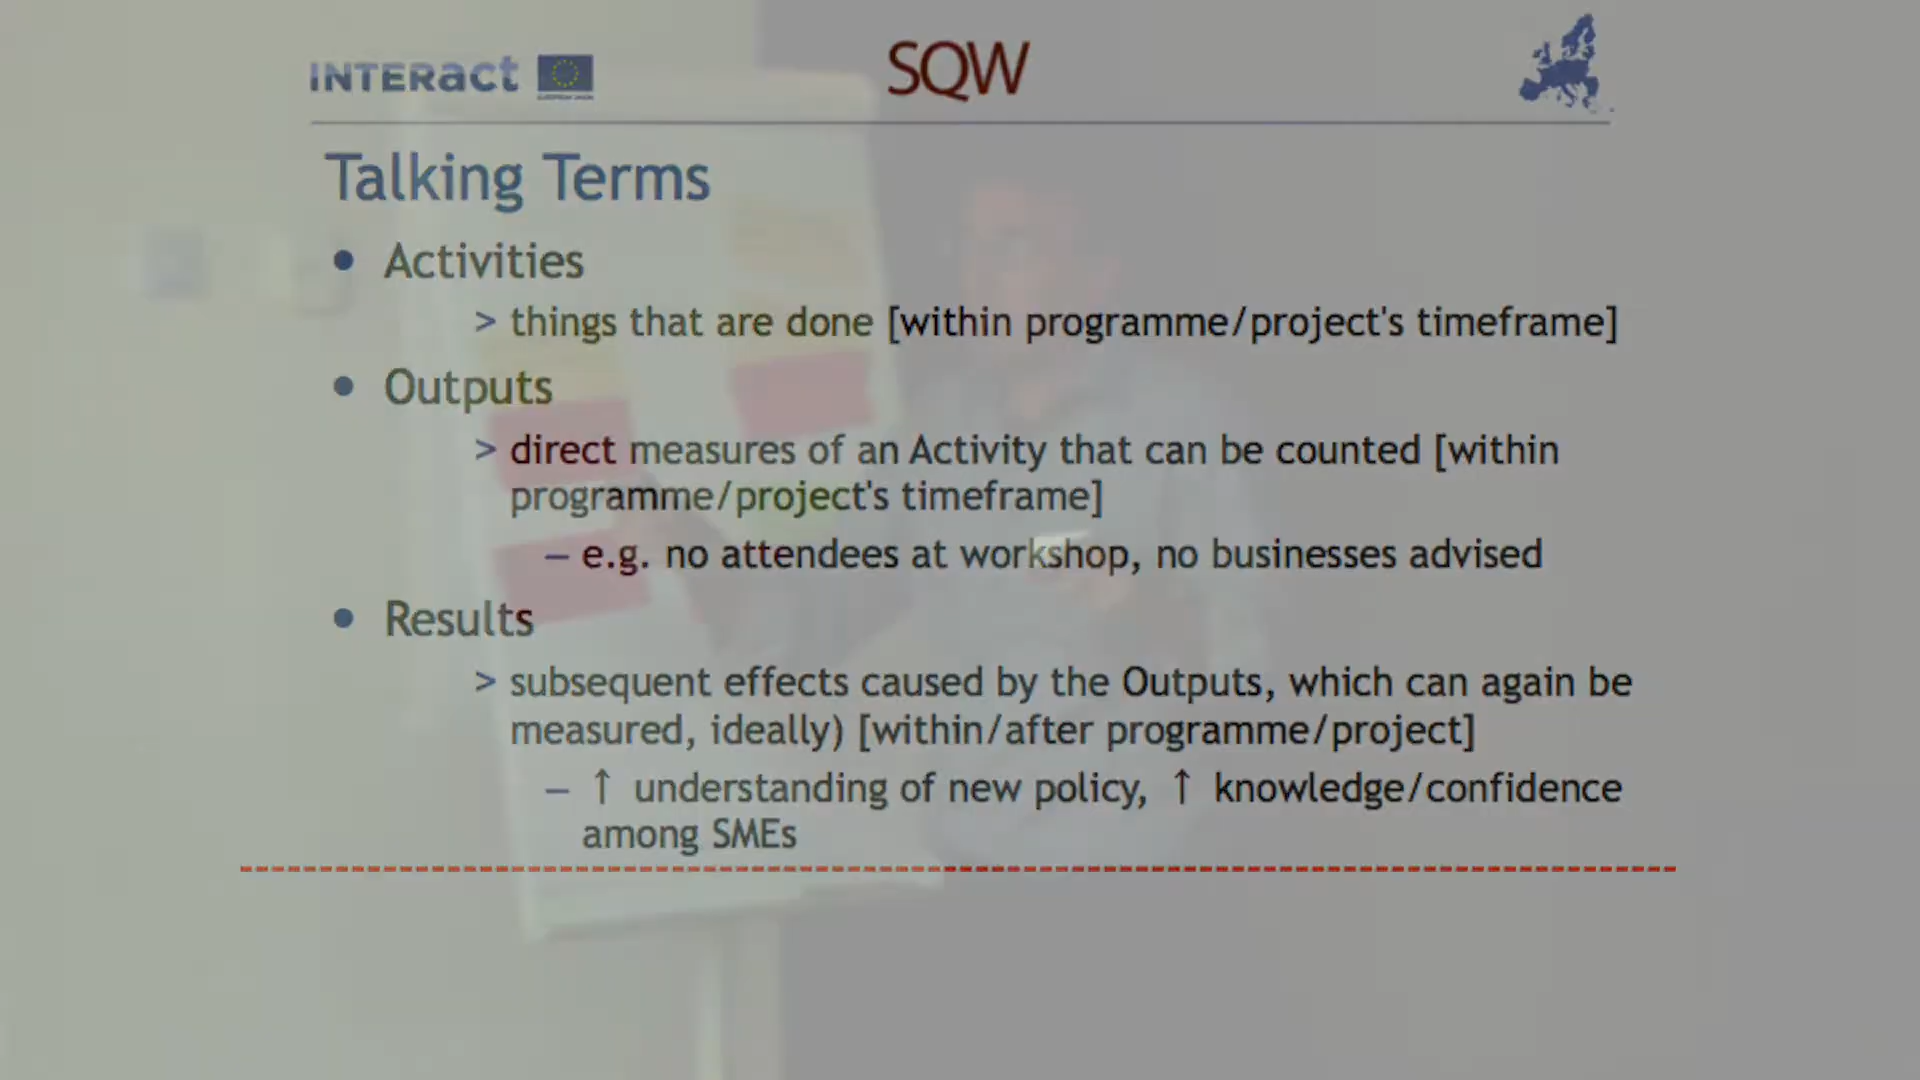 INTERact
SQW
Talking Terms
• Activities
> things that are done [within programme/project's timeframe]
• Outputs
> direct measures of an Activity that can be counted [within
programme/project's timeframe]
– e.g. no attendees at workshop, no businesses advised
• Results
> subsequent effects caused by the Outputs, which can again be
measured, ideally) [within/after programme/project]
– ↑ understanding of new policy, ↑ knowledge/confidence
among SMEs